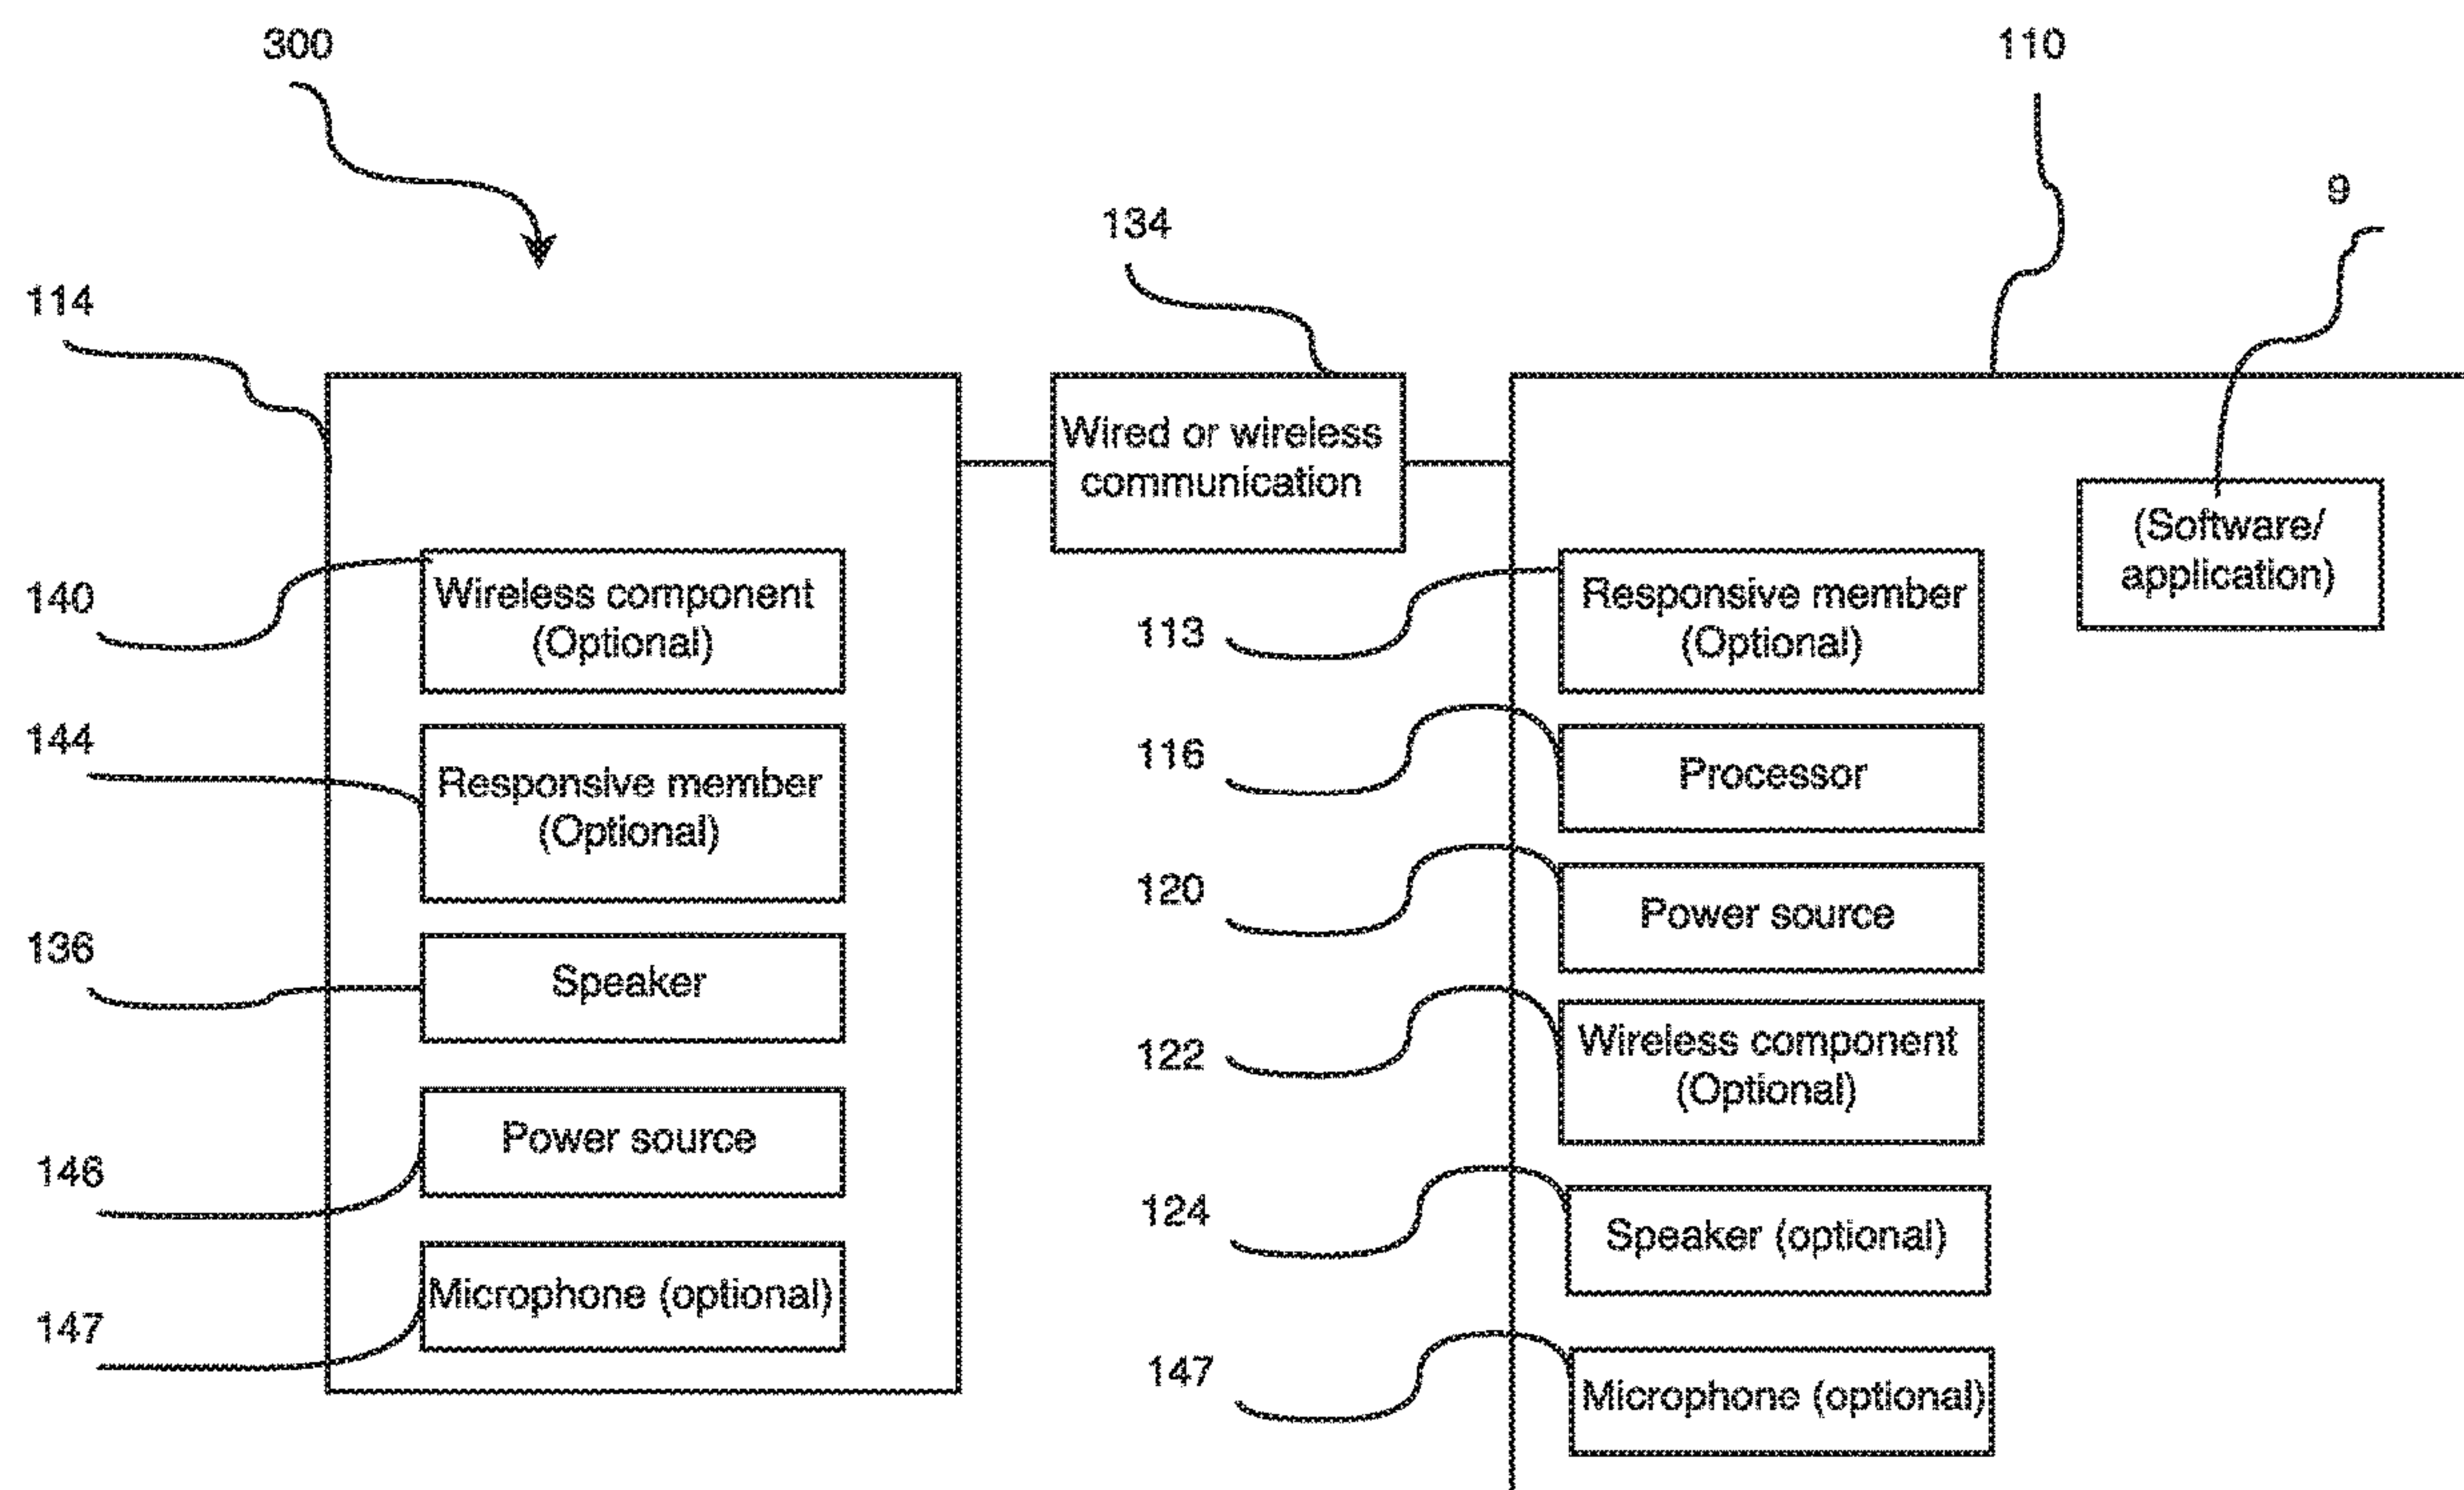 300
110
9
134
114
Wired or wireless
communication
(Software/
application)
140
Wireless component
(Optional)
113
Responsive member
(Optional)
144
Responsive member
(Optional)
116
Processor
136
Speaker
120
Power source
122
Wireless component
(Optional)
146
Power source
124
Speaker (optional)
147
Microphone (optional)
147
Microphone (optional)